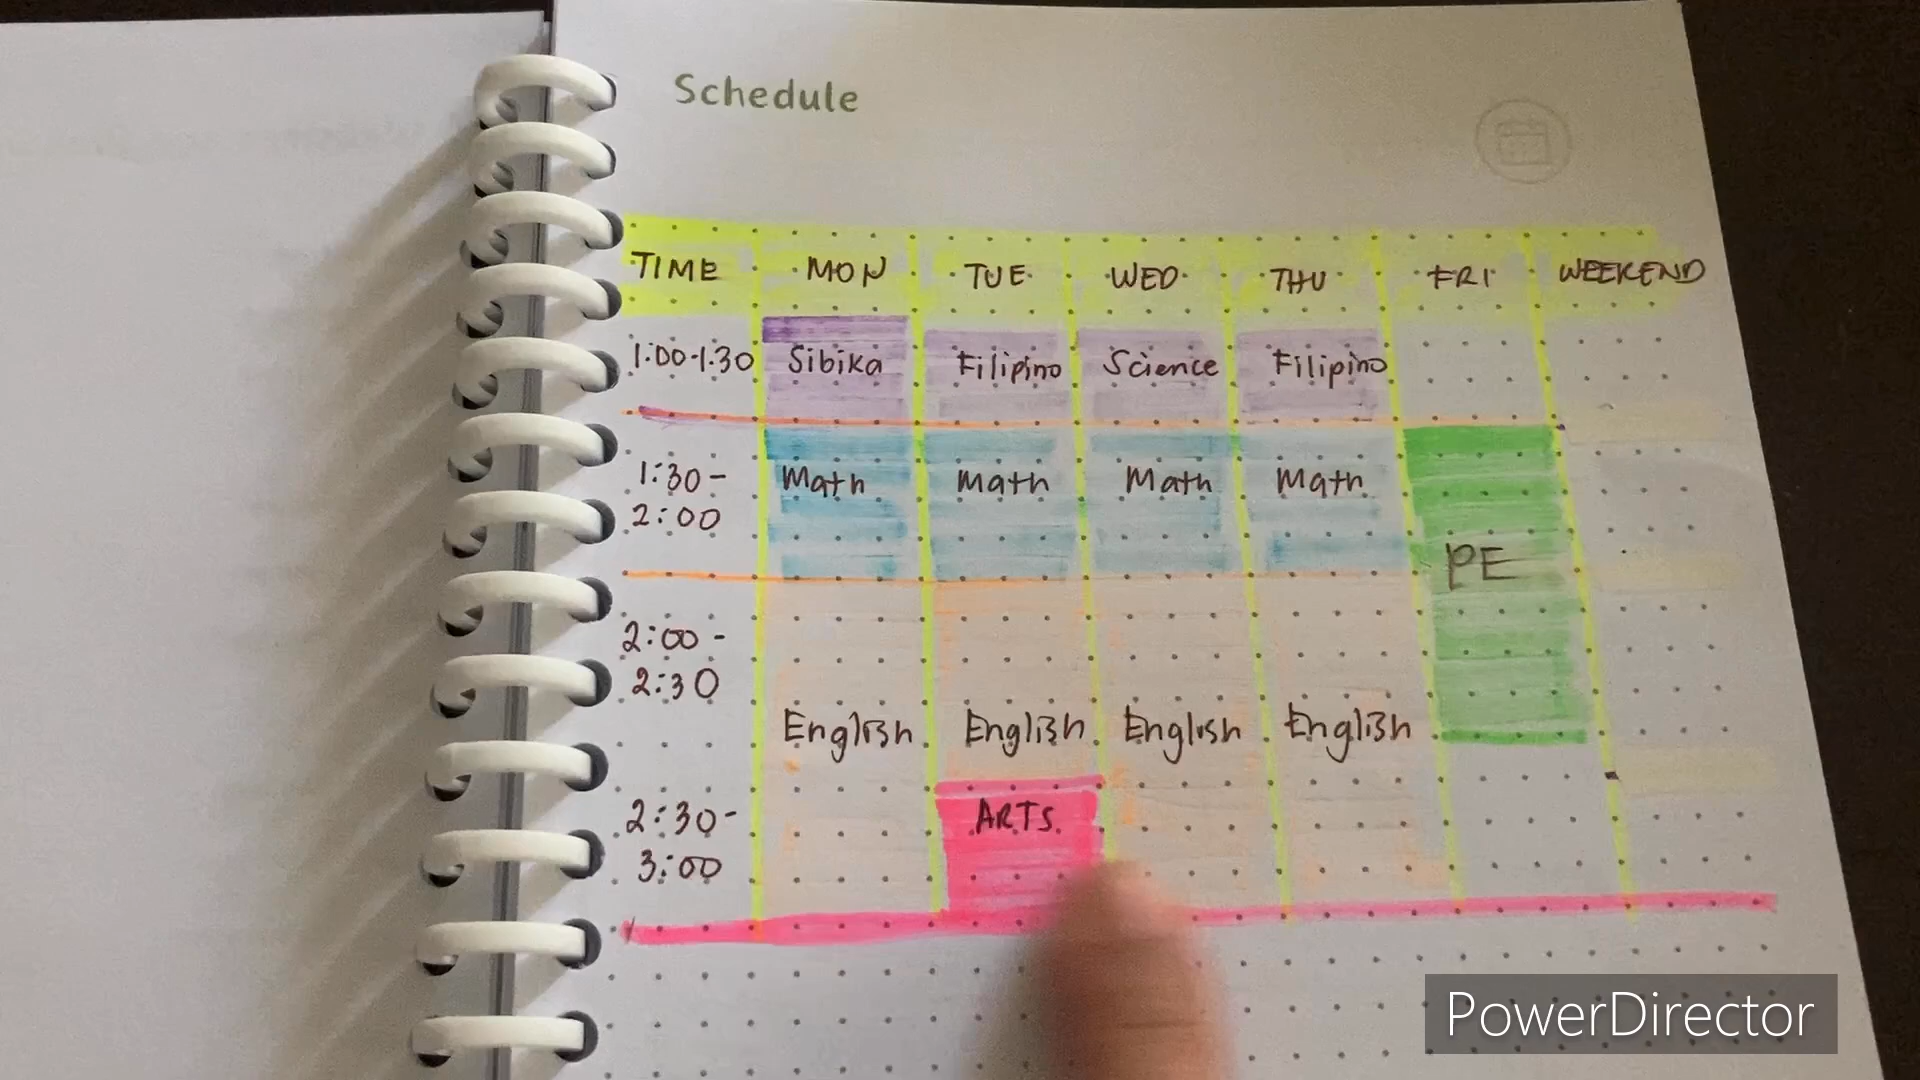 Schedule
TIME MON TUE WED THU FRI WEEKEND
1:00-1:30 Sibika Filipino Science Filipino
1:30- Math Math Math Math
2:00
PE
2:00-
2:30
English English English English
2:30- ARTS
3:00
PowerDirector